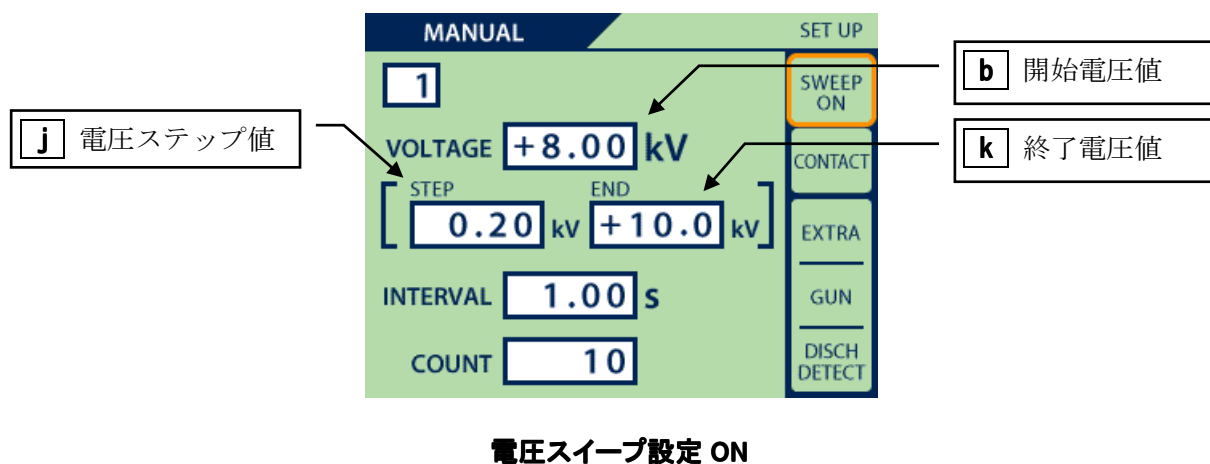 MANUAL
SET UP
1
SWEEP
ON
b 開始電圧値
j 電圧ステップ値
VOLTAGE +8.00 kV
CONTACT
k 終了電圧値
STEP END
0.20 kV +10.0 kV
EXTRA
INTERVAL 1.00 s
GUN
COUNT 10
DISCH
DETECT
電圧スイープ設定 ON